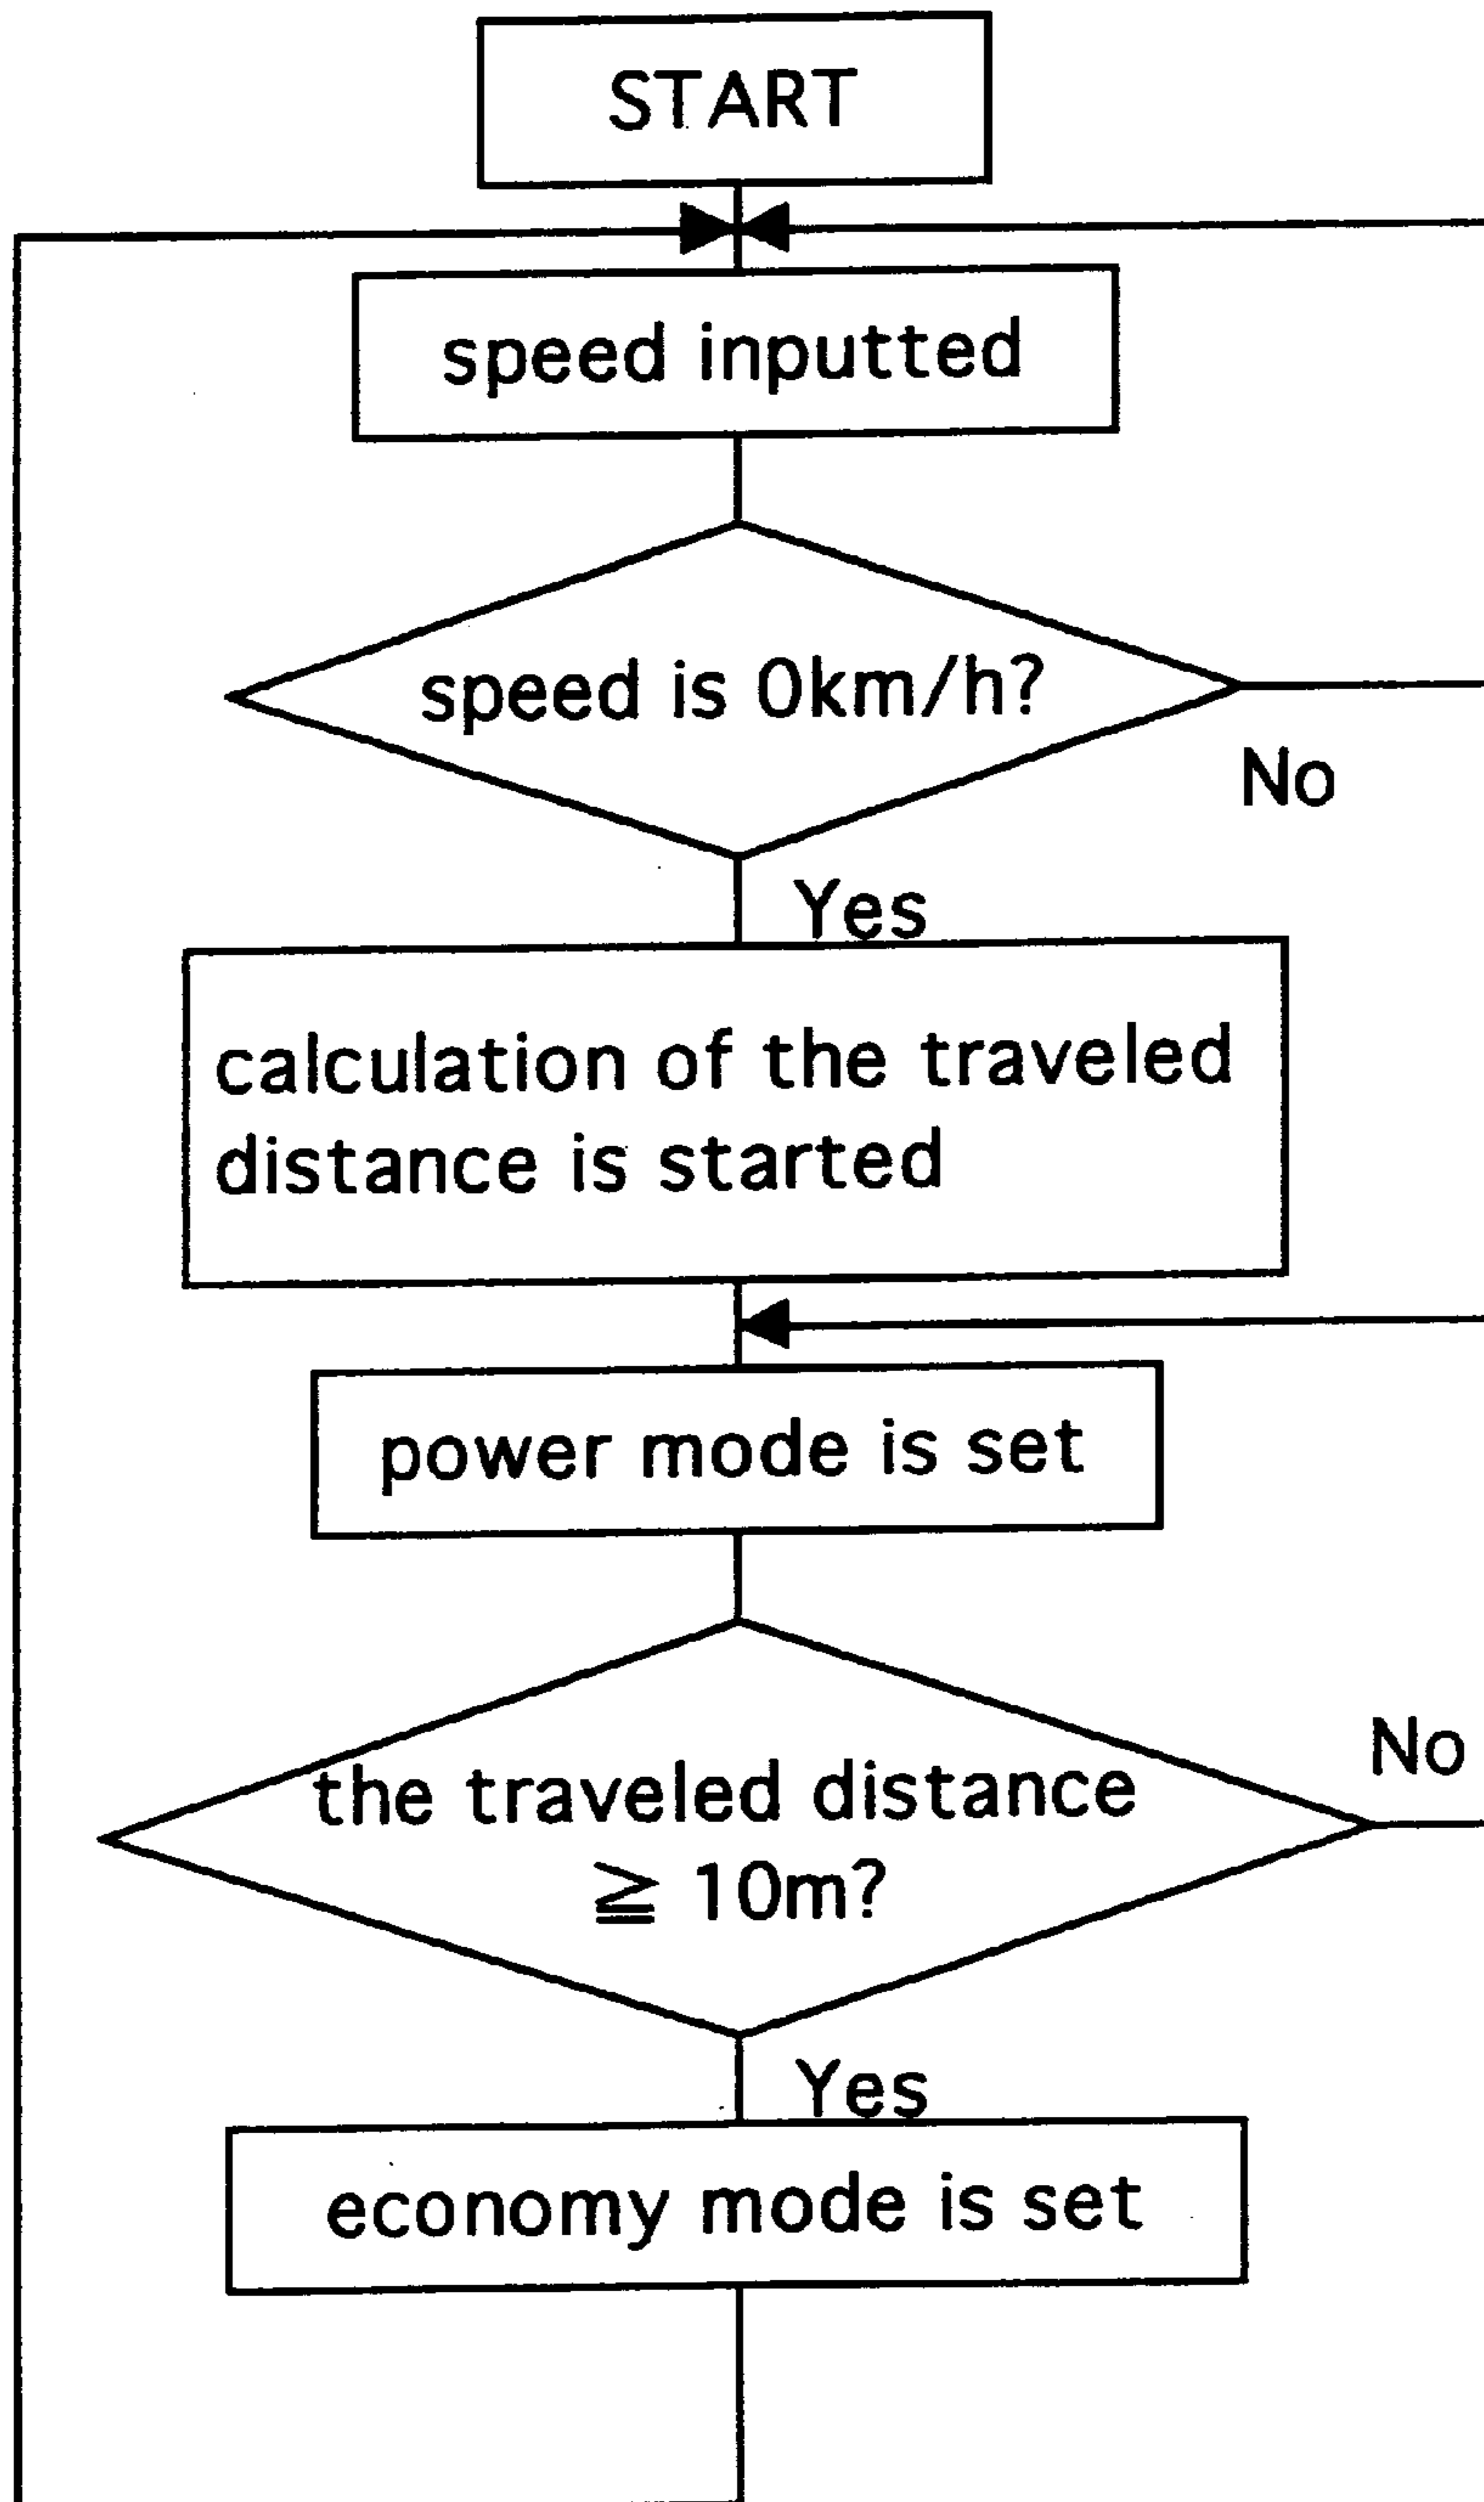 START
speed inputted
speed is 0km/h?
No
Yes
calculation of the traveled
distance is started
power mode is set
No
the traveled distance
≧ 10m?
Yes
economy mode is set